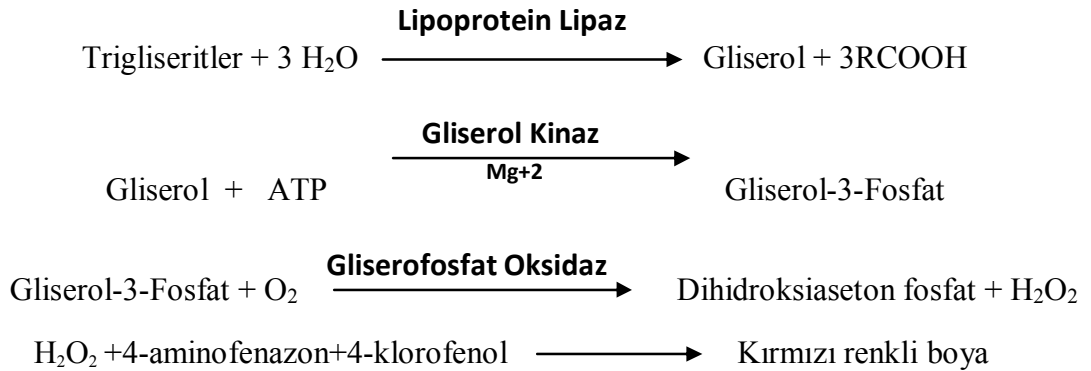 Lipoprotein Lipaz
Trigliseritler + 3 H₂O Gliserol + 3RCOOH
Gliserol Kinaz
Mg+2
Gliserol + ATP Gliserol-3-Fosfat
Gliserofosfat Oksidaz
Gliserol-3-Fosfat + O₂ Dihidroksiaseton fosfat + H₂O₂
H₂O₂ +4-aminofenazon+4-klorofenol Kırmızı renkli boya